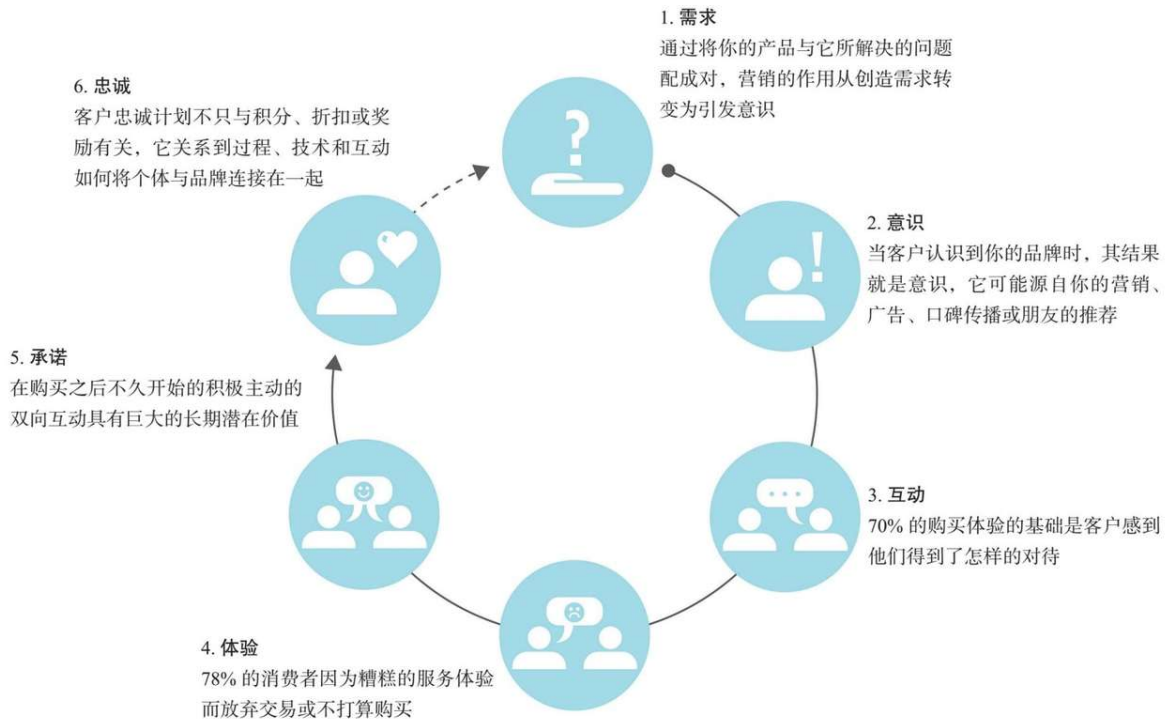 1. 需求
通过将你的产品与它所解决的问题
配成对，营销的作用从创造需求转
变为引发意识
2. 意识
当客户认识到你的品牌时，其结果
就是意识，它可能源自你的营销、
广告、口碑传播或朋友的推荐
3. 互动
70% 的购买体验的基础是客户感到
他们得到了怎样的对待
4. 体验
78% 的消费者因为糟糕的服务体验
而放弃交易或不打算购买
5. 承诺
在购买之后不久开始的积极主动的
双向互动具有巨大的长期潜在价值
6. 忠诚
客户忠诚计划不只与积分、折扣或奖
励有关，它关系到过程、技术和互动
如何将个体与品牌连接在一起